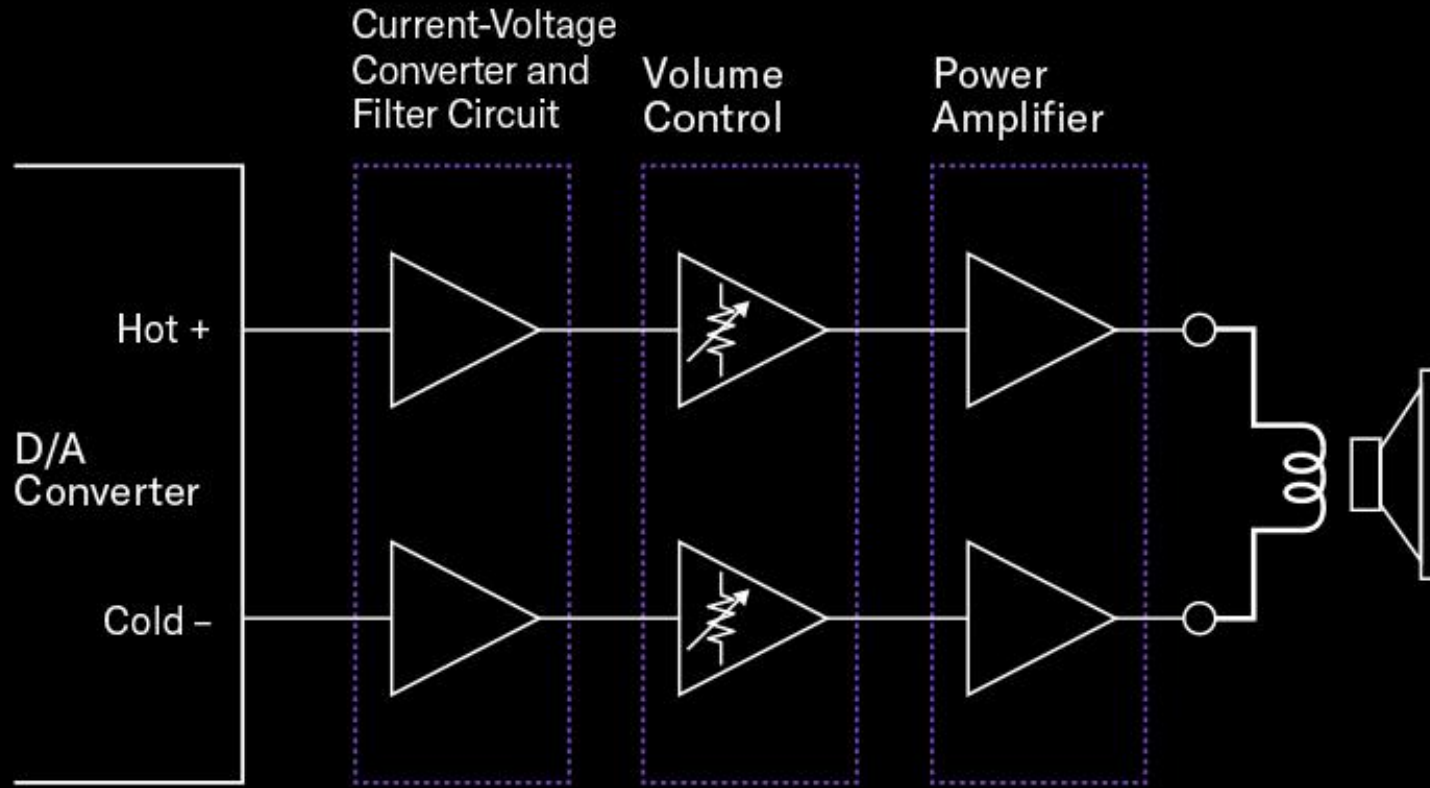 Current-Voltage
Converter and
Filter Circuit
Volume
Control
Power
Amplifier
Hot +
D/A
Converter
Cold –